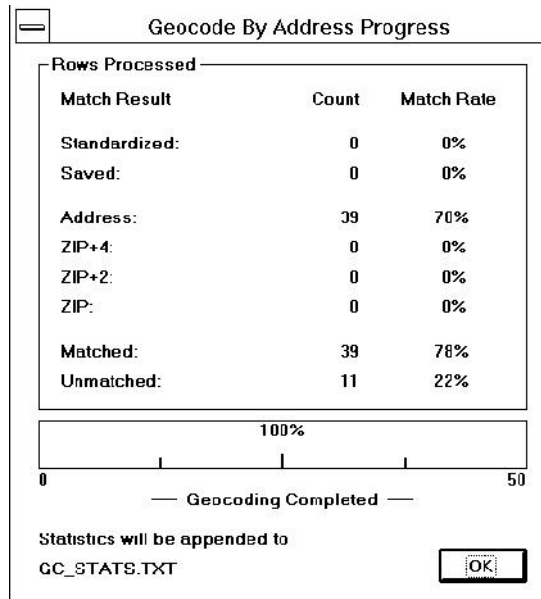 Geocode By Address Progress
Rows Processed
Match Result Count Match Rate
Standardized: 0 0%
Saved: 0 0%
Address: 39 78%
ZIP+4: 0 0%
ZIP+2: 0 0%
ZIP: 0 0%
Matched: 39 78%
Unmatched: 11 22%
100%
0 50
Geocoding Completed
Statistics will be appended to
GC_STATS.TXT
OK